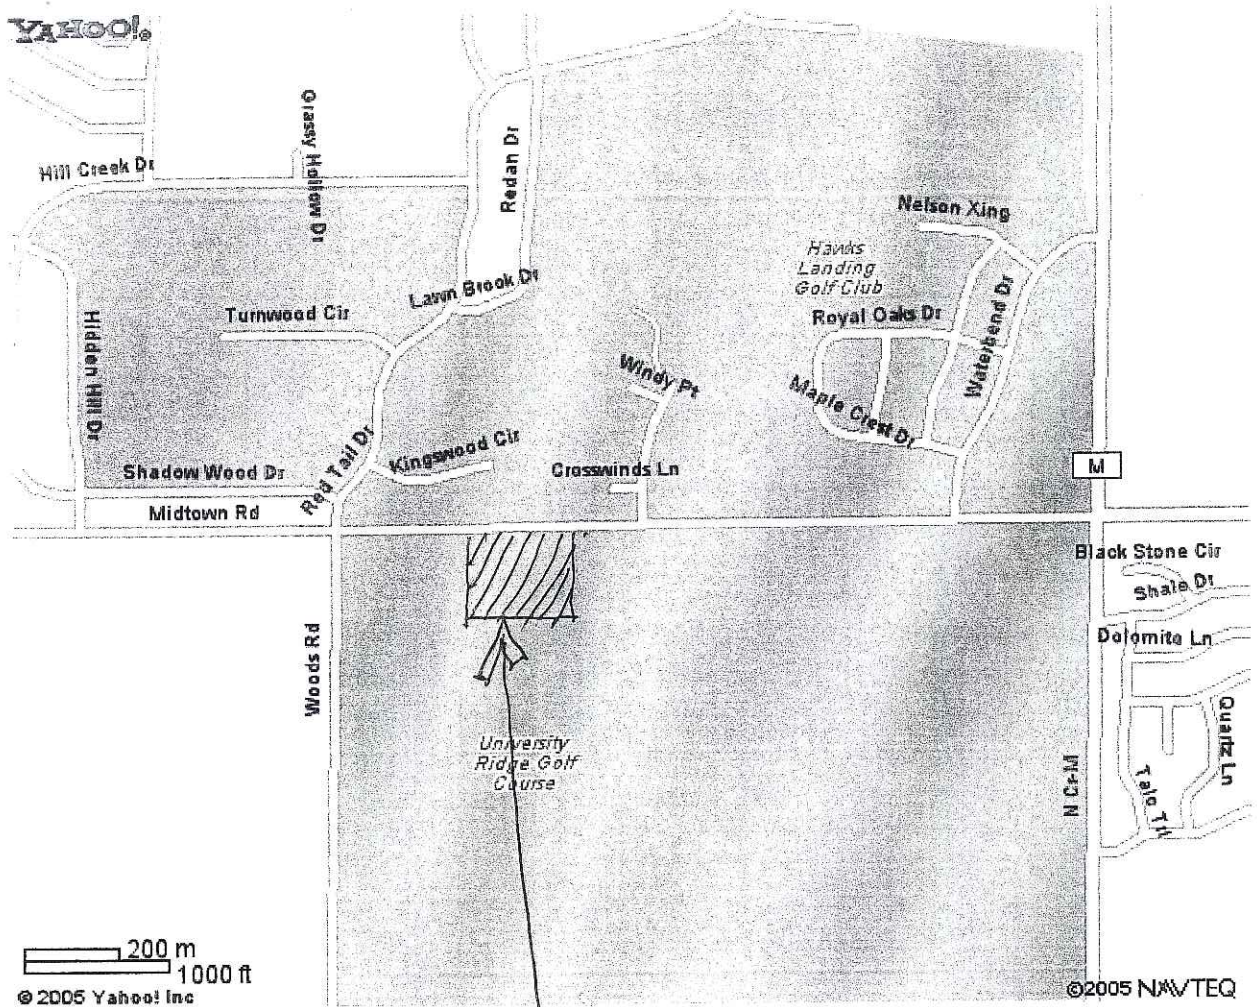 YAHOO!®
Grassy Hollow Dr
Hill Creek Dr
Redan Dr
Nelson Xing
Hawks
Landing
Golf Club
Lawn Brook Dr
Turnwood Cir
Royal Oaks Dr
Waterbend Dr
Hidden Hill Dr
Windy Pt
Maple Crest Dr
Red Tail Dr
Kingswood Cir
Shadow Wood Dr
Crosswinds Ln
M
Midtown Rd
Black Stone Cir
Shale Dr
Dolomite Ln
Woods Rd
University
Ridge Golf
Course
Quartz Ln
N Cr-M
Talc Trl
200 m
1000 ft
© 2005 Yahoo! Inc
©2005 NAVTEQ